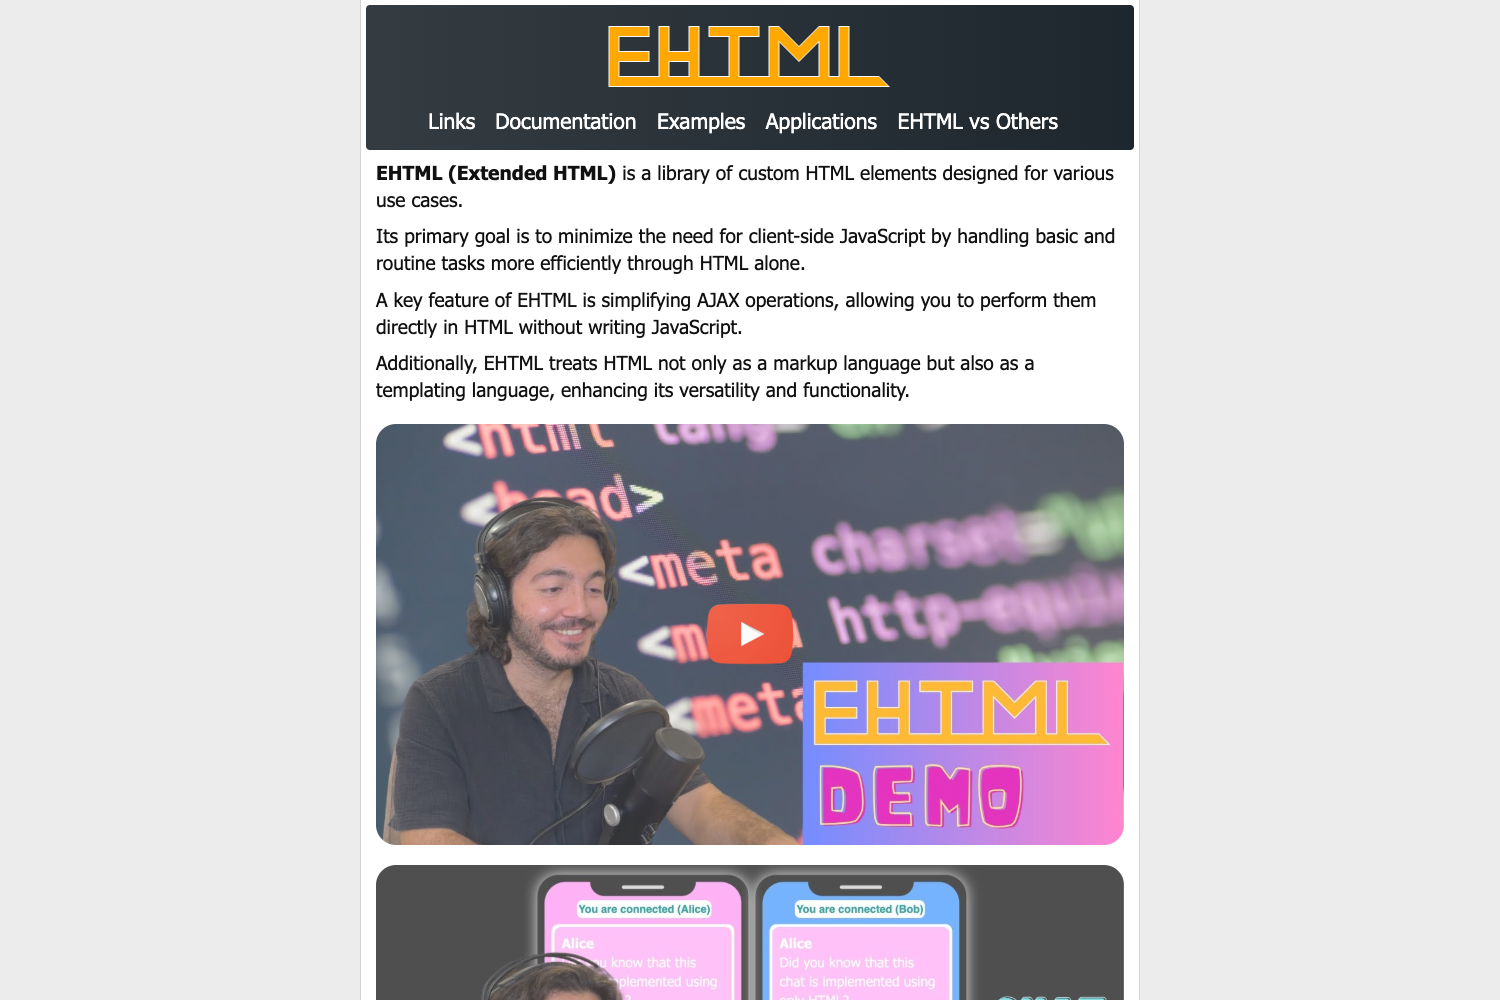 EHTML
Links Documentation Examples Applications EHTML vs Others
EHTML (Extended HTML) is a library of custom HTML elements designed for various
use cases.
Its primary goal is to minimize the need for client-side JavaScript by handling basic and
routine tasks more efficiently through HTML alone.
A key feature of EHTML is simplifying AJAX operations, allowing you to perform them
directly in HTML without writing JavaScript.
Additionally, EHTML treats HTML not only as a markup language but also as a
templating language, enhancing its versatility and functionality.
<html lang=
<head>
<meta charset=
http-equiv
<m
<meta
EHTML
DEMO
You are connected (Alice)
You are connected (Bob)
Alice
know that this
implemented using
Alice
Did you know that this
chat is implemented using
only HTML?